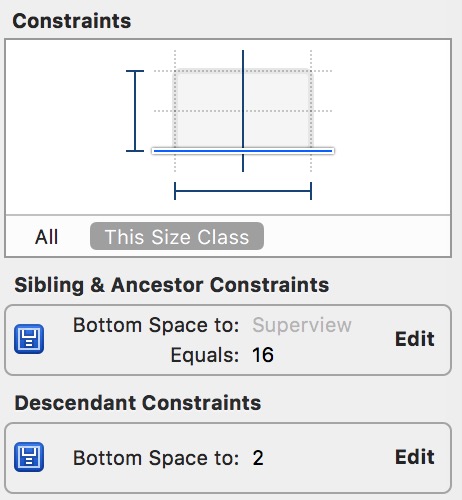 Constraints
All This Size Class
Sibling & Ancestor Constraints
Bottom Space to: Superview
Equals: 16
Edit
Descendant Constraints
Bottom Space to: 2
Edit